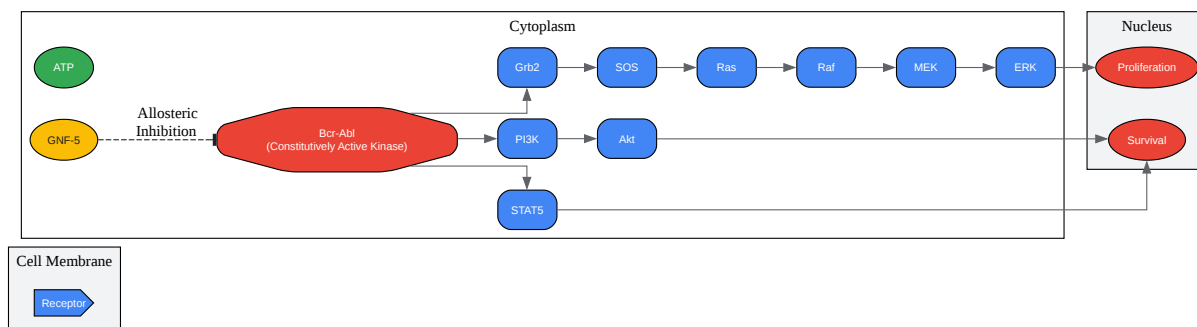 Cytoplasm
Nucleus
ATP
Grb2
SOS
Ras
Raf
MEK
ERK
Proliferation
Allosteric
Inhibition
GNF-5
Bcr-Abl
(Constitutively Active Kinase)
PI3K
Akt
Survival
STAT5
Cell Membrane
Receptor